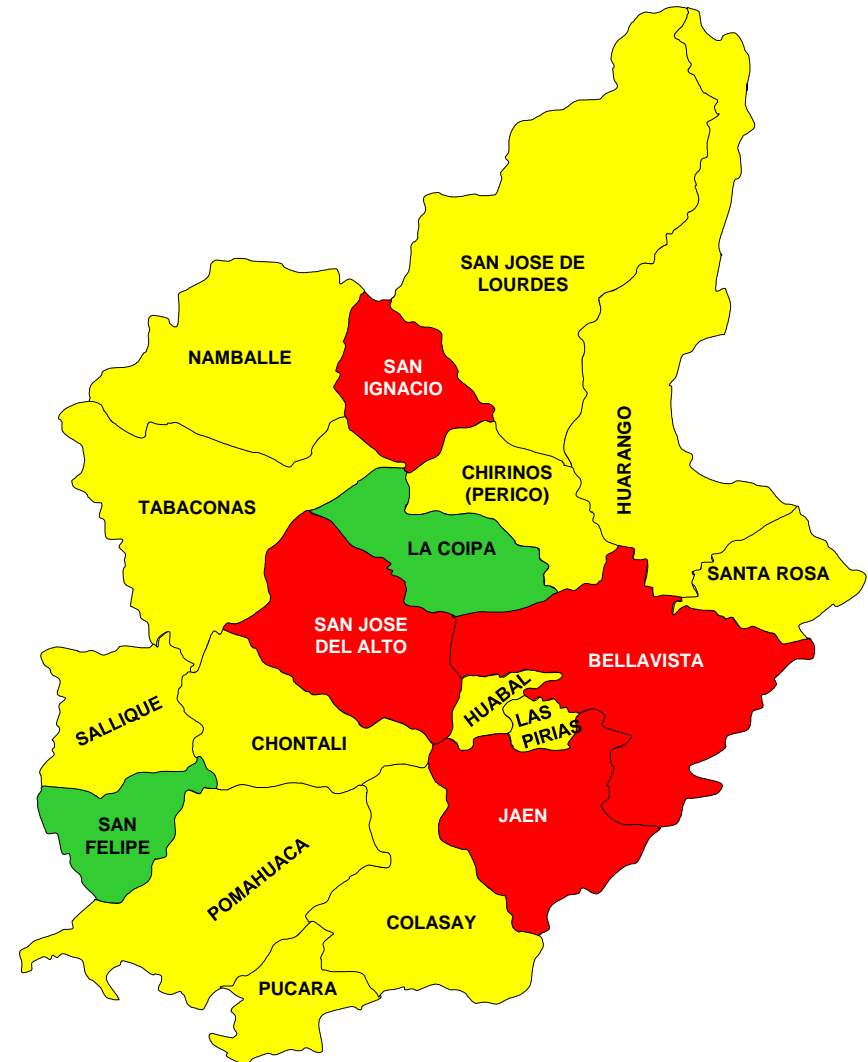 SAN JOSE DE
LOURDES
NAMBALLE
SAN
IGNACIO
HUARANGO
CHIRINOS
(PERICO)
TABACONAS
LA COIPA
SANTA ROSA
SAN JOSE
DEL ALTO
BELLAVISTA
HUABAL
SALLIQUE
LAS
PIRIAS
CHONTALI
JAEN
SAN
FELIPE
POMAHUACA
COLASAY
PUCARA